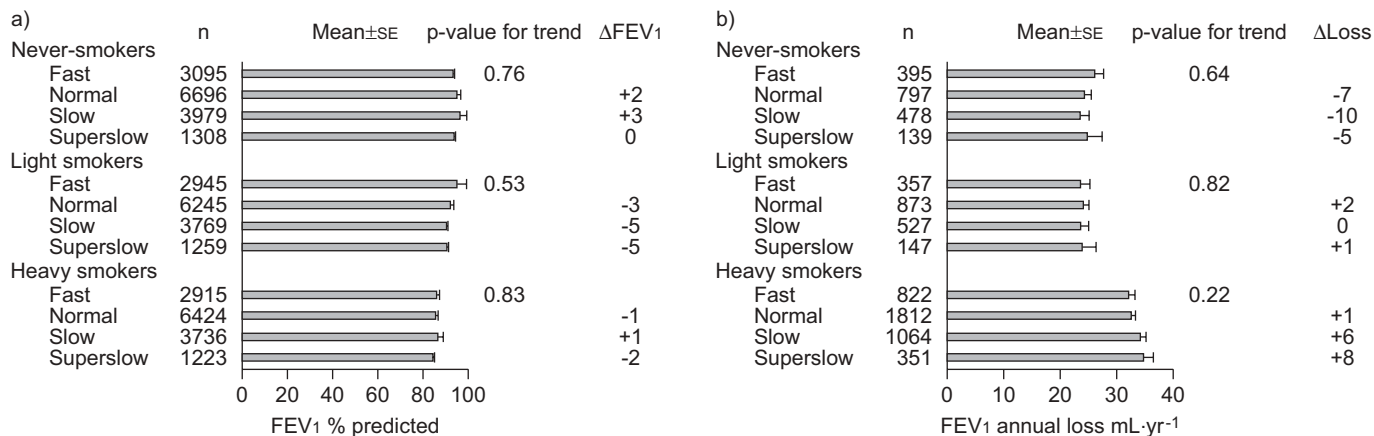 a)
n Mean±SE p-value for trend ΔFEV1
Never-smokers
Fast 3095 0.76
Normal 6696 +2
Slow 3979 +3
Superslow 1308 0
Light smokers
Fast 2945 0.53
Normal 6245 -3
Slow 3769 -5
Superslow 1259 -5
Heavy smokers
Fast 2915 0.83
Normal 6424 -1
Slow 3736 +1
Superslow 1223 -2
0 20 40 60 80 100
FEV1 % predicted
b)
n Mean±SE p-value for trend ΔLoss
Never-smokers
Fast 395 0.64
Normal 797 -7
Slow 478 -10
Superslow 139 -5
Light smokers
Fast 357 0.82
Normal 873 +2
Slow 527 0
Superslow 147 +1
Heavy smokers
Fast 822 0.22
Normal 1812 +1
Slow 1064 +6
Superslow 351 +8
0 10 20 30 40
FEV1 annual loss mL·yr-1